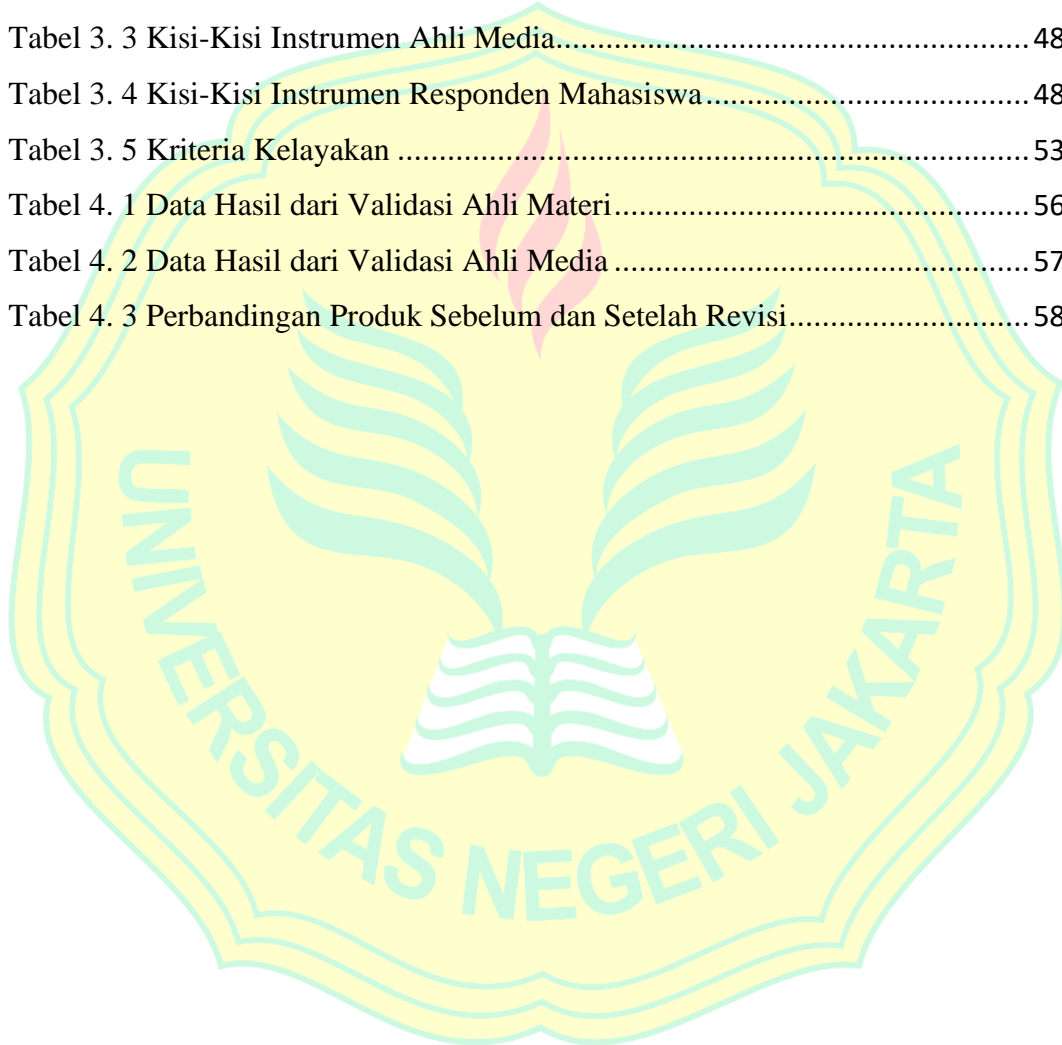 Tabel 3. 3 Kisi-Kisi Instrumen Ahli Media.......................................................................... 48
Tabel 3. 4 Kisi-Kisi Instrumen Responden Mahasiswa.................................................... 48
Tabel 3. 5 Kriteria Kelayakan ........................................................................................... 53
Tabel 4. 1 Data Hasil dari Validasi Ahli Materi................................................................ 56
Tabel 4. 2 Data Hasil dari Validasi Ahli Media ................................................................ 57
Tabel 4. 3 Perbandingan Produk Sebelum dan Setelah Revisi.......................................... 58
UNIVERSITAS NEGERI JAKARTA